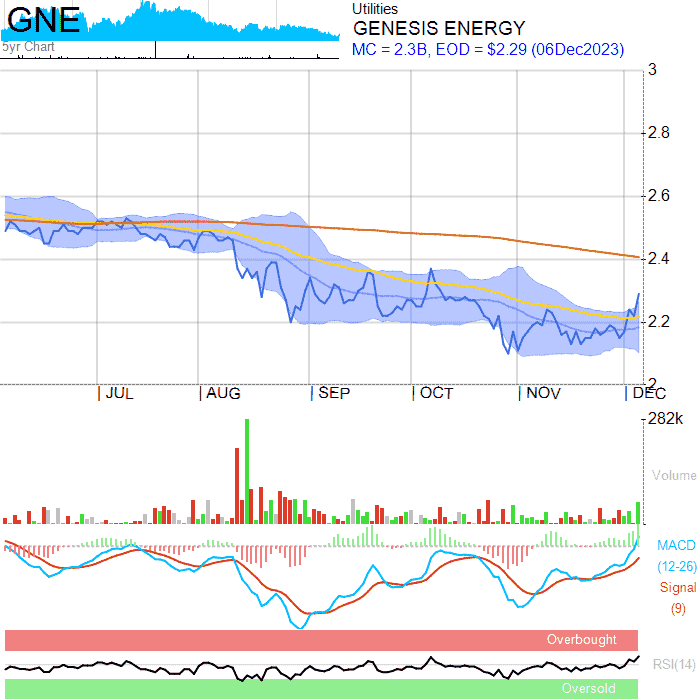 GNE
5yr Chart
Utilities
GENESIS ENERGY
MC = 2.3B, EOD = $2.29 (06Dec2023)
3
2.8
2.6
2.4
2.2
2
JUL AUG SEP OCT NOV DEC
282k
Volume
MACD
(12-26)
Signal
(9)
Overbought
RSI(14)
Oversold